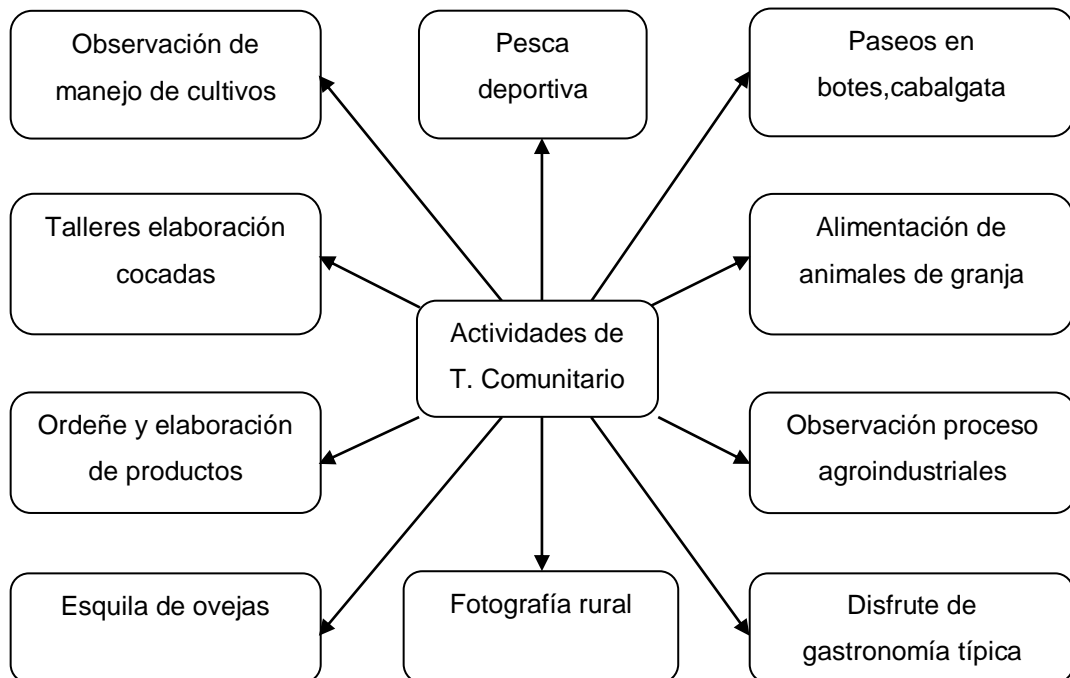 Observación de
manejo de cultivos
Pesca
deportiva
Paseos en
botes,cabalgata
Talleres elaboración
cocadas
Alimentación de
animales de granja
Actividades de
T. Comunitario
Ordeñe y elaboración
de productos
Observación proceso
agroindustriales
Esquila de ovejas
Fotografía rural
Disfrute de
gastronomía típica